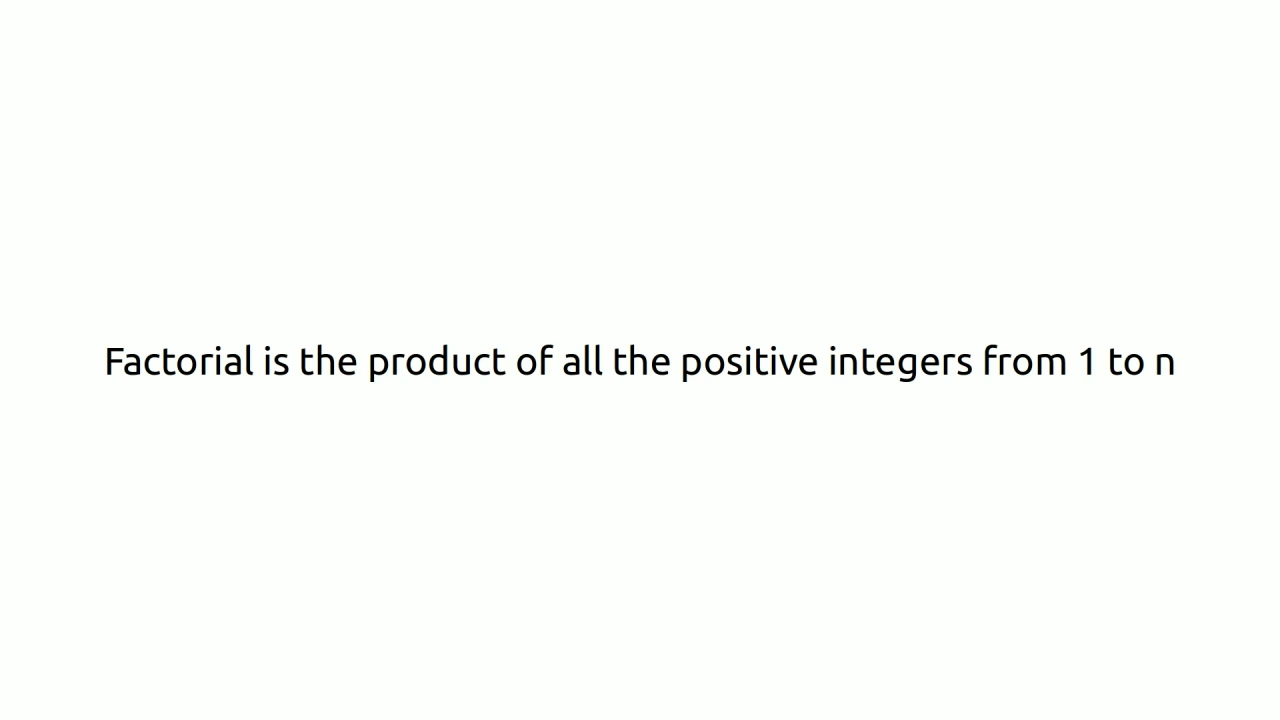 Factorial is the product of all the positive integers from 1 to n